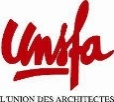 unsfa
L'UNION DES ARCHITECTES